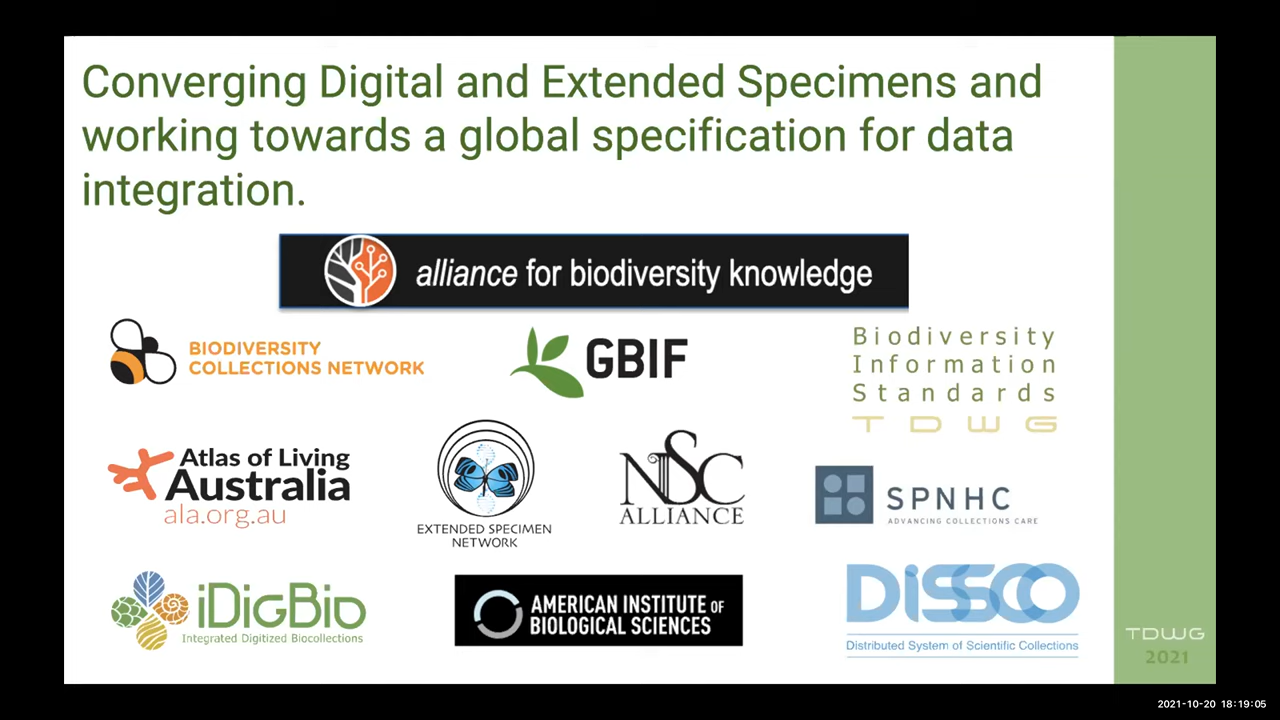 Converging Digital and Extended Specimens and
working towards a global specification for data
integration.
alliance for biodiversity knowledge
BIODIVERSITY
COLLECTIONS NETWORK
GBIF
Biodiversity
Information
Standards
TDWG
Atlas of Living
Australia
ala.org.au
EXTENDED SPECIMEN
NETWORK
NSC
ALLIANCE
SPNHC
ADVANCING COLLECTIONS CARE
iDigBio
Integrated Digitized Biocollections
AMERICAN INSTITUTE OF
BIOLOGICAL SCIENCES
DiSSCo
Distributed System of Scientific Collections
TDWG
2021
2021-10-20 18:19:05